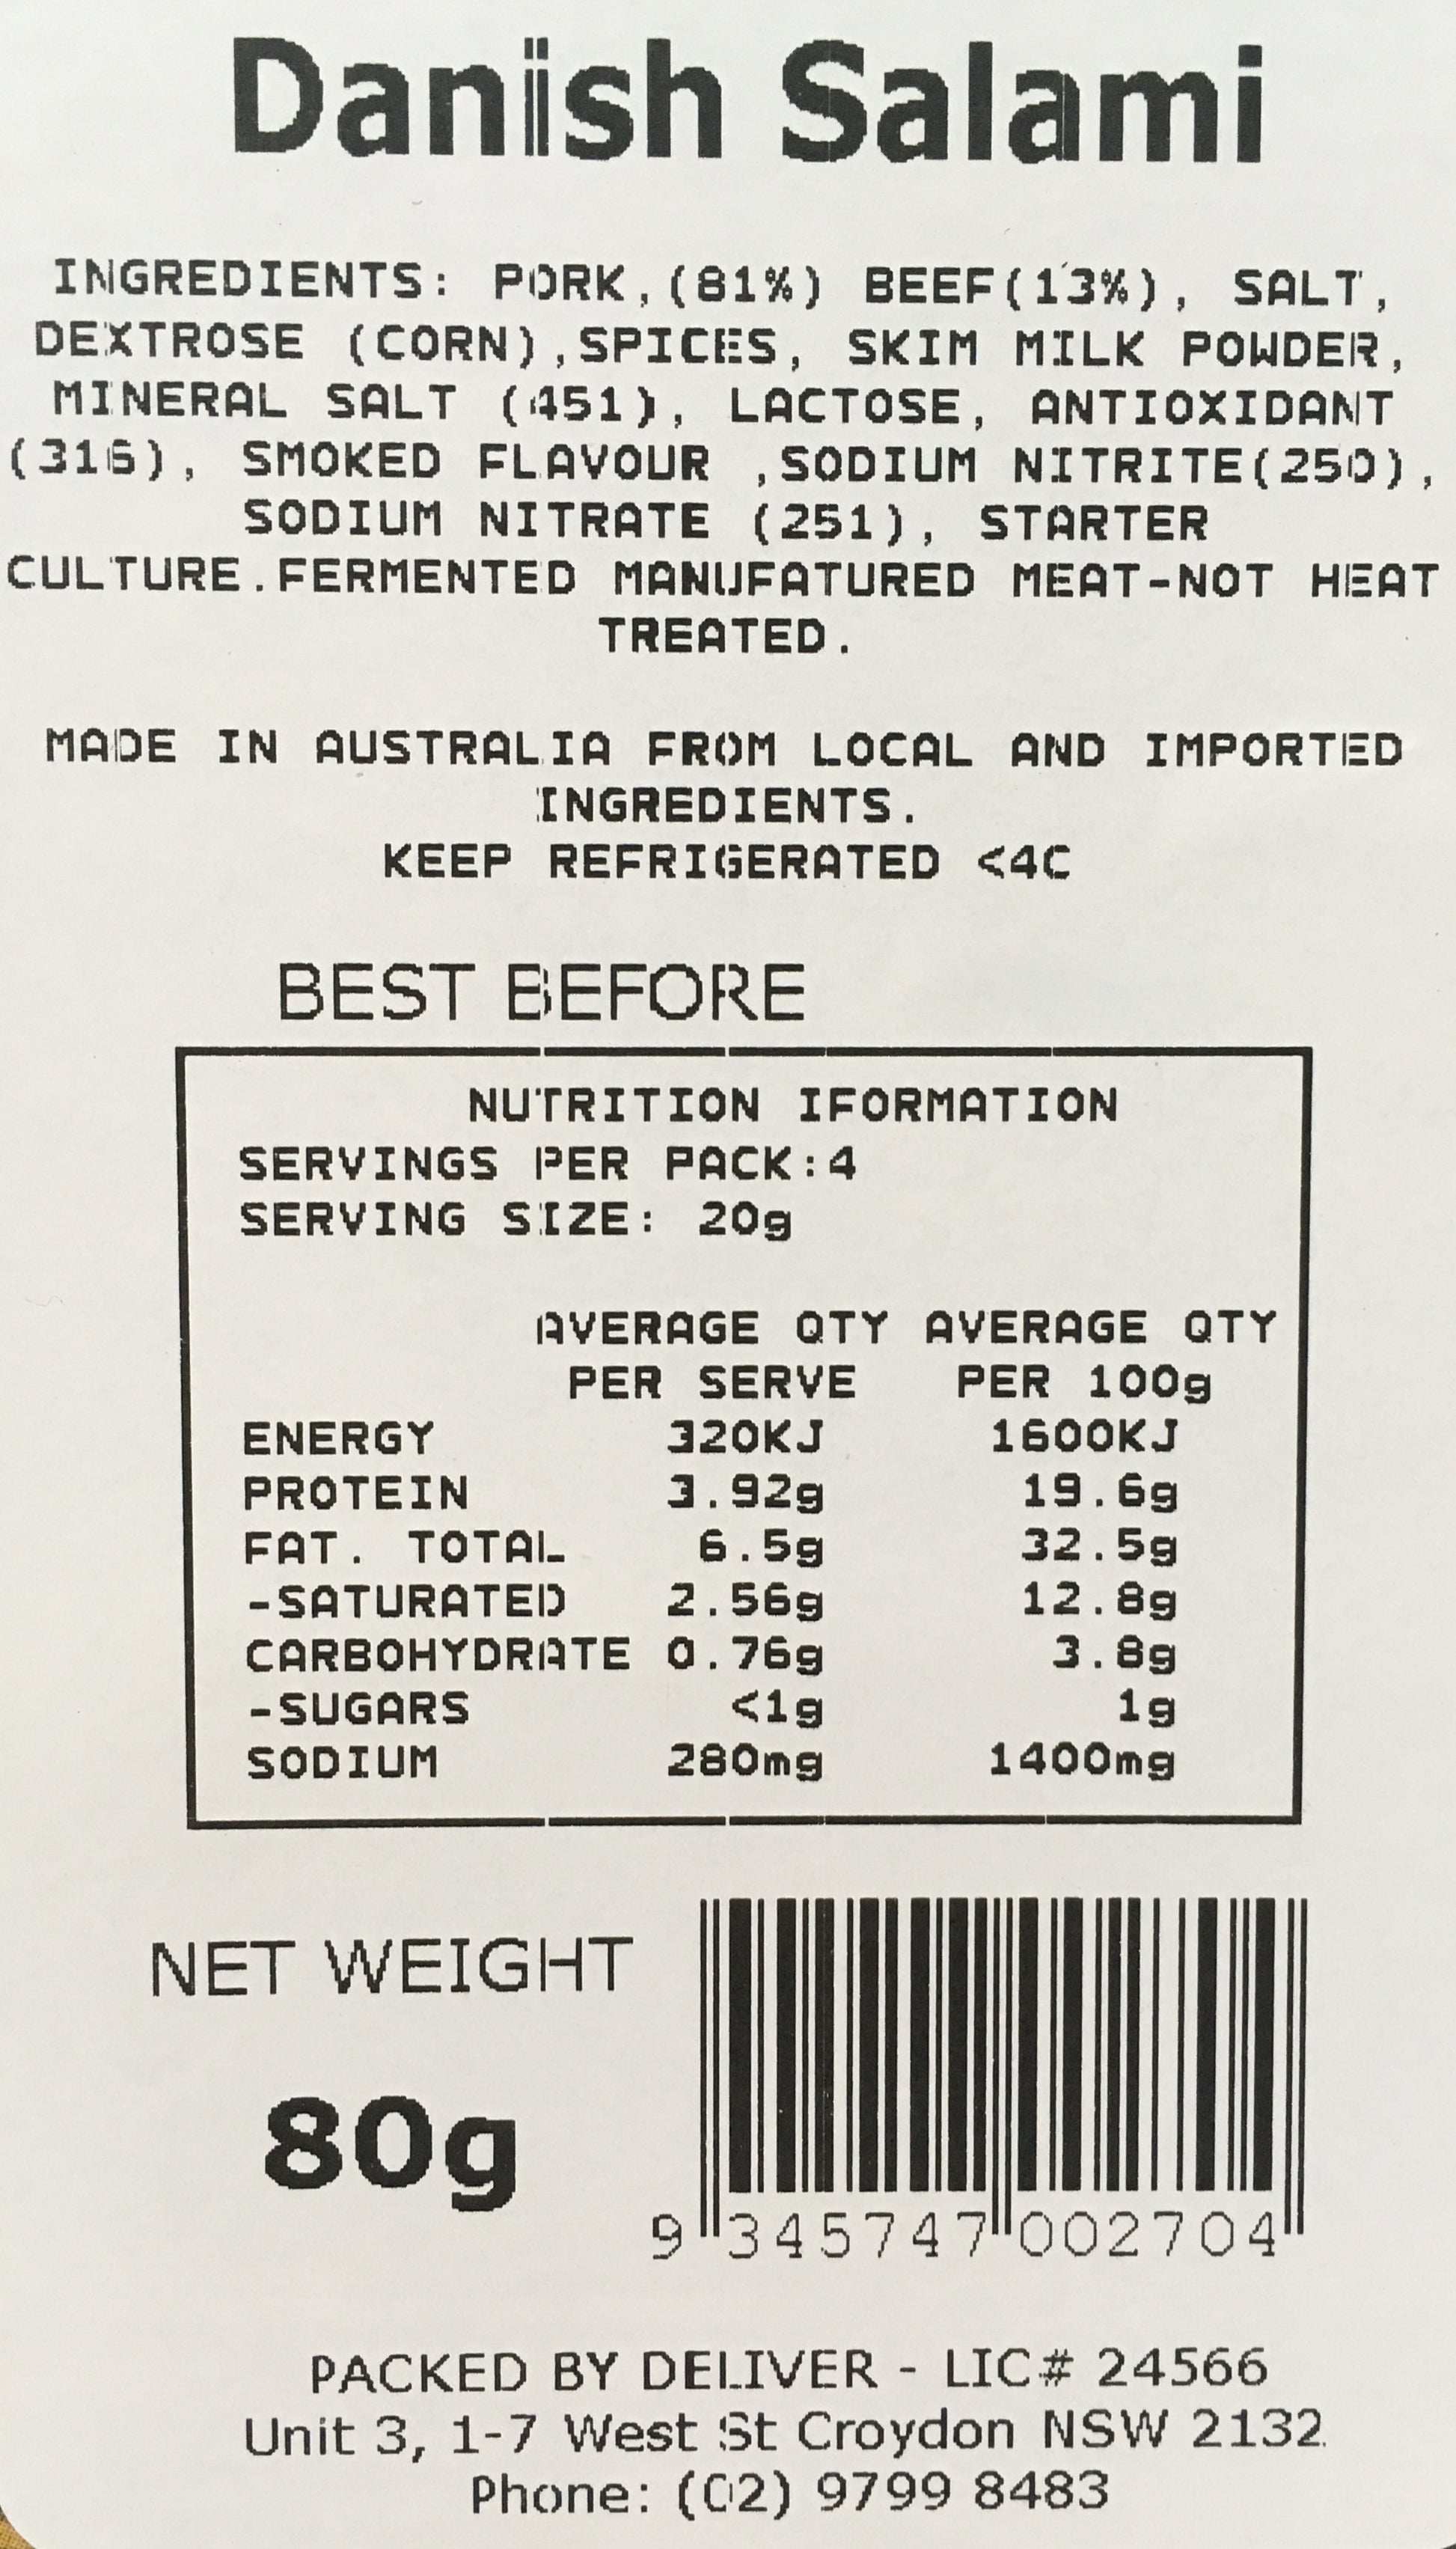 Danish Salami
INGREDIENTS: PORK,(81%) BEEF(13%), SALT,
DEXTROSE (CORN),SPICES, SKIM MILK POWDER,
MINERAL SALT (451), LACTOSE, ANTIOXIDANT
(316), SMOKED FLAVOUR ,SODIUM NITRITE(250),
SODIUM NITRATE (251), STARTER
CULTURE.FERMENTED MANUFATURED MEAT-NOT HEAT
TREATED.
MADE IN AUSTRALIA FROM LOCAL AND IMPORTED
INGREDIENTS.
KEEP REFRIGERATED <4C
BEST BEFORE
NUTRITION IFORMATION
SERVINGS PER PACK:4
SERVING SIZE: 20g
AVERAGE QTY AVERAGE QTY
PER SERVE PER 100g
ENERGY 320KJ 1600KJ
PROTEIN 3.92g 19.6g
FAT. TOTAL 6.5g 32.5g
-SATURATED 2.56g 12.8g
CARBOHYDRATE 0.76g 3.8g
-SUGARS <1g 1g
SODIUM 280mg 1400mg
NET WEIGHT
80g
9 345747 002704
PACKED BY DELIVER - LIC# 24566
Unit 3, 1-7 West St Croydon NSW 2132
Phone: (02) 9799 8483